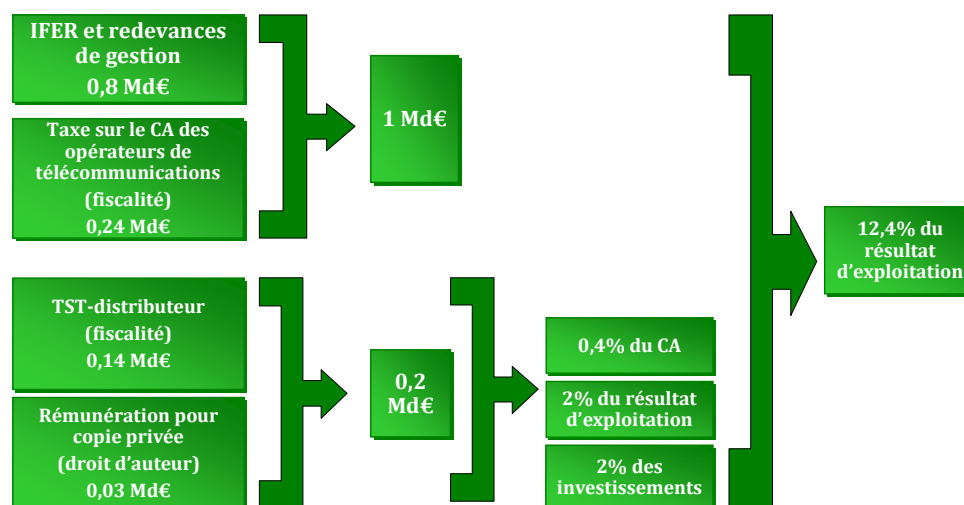 IFER et redevances
de gestion
0,8 Md€
Taxe sur le CA des
opérateurs de
télécommunications
(fiscalité)
0,24 Md€
1 Md€
12,4% du
résultat
d’exploitation
TST-distributeur
(fiscalité)
0,14 Md€
Rémunération pour
copie privée
(droit d’auteur)
0,03 Md€
0,2
Md€
0,4% du CA
2% du résultat
d’exploitation
2% des
investissements